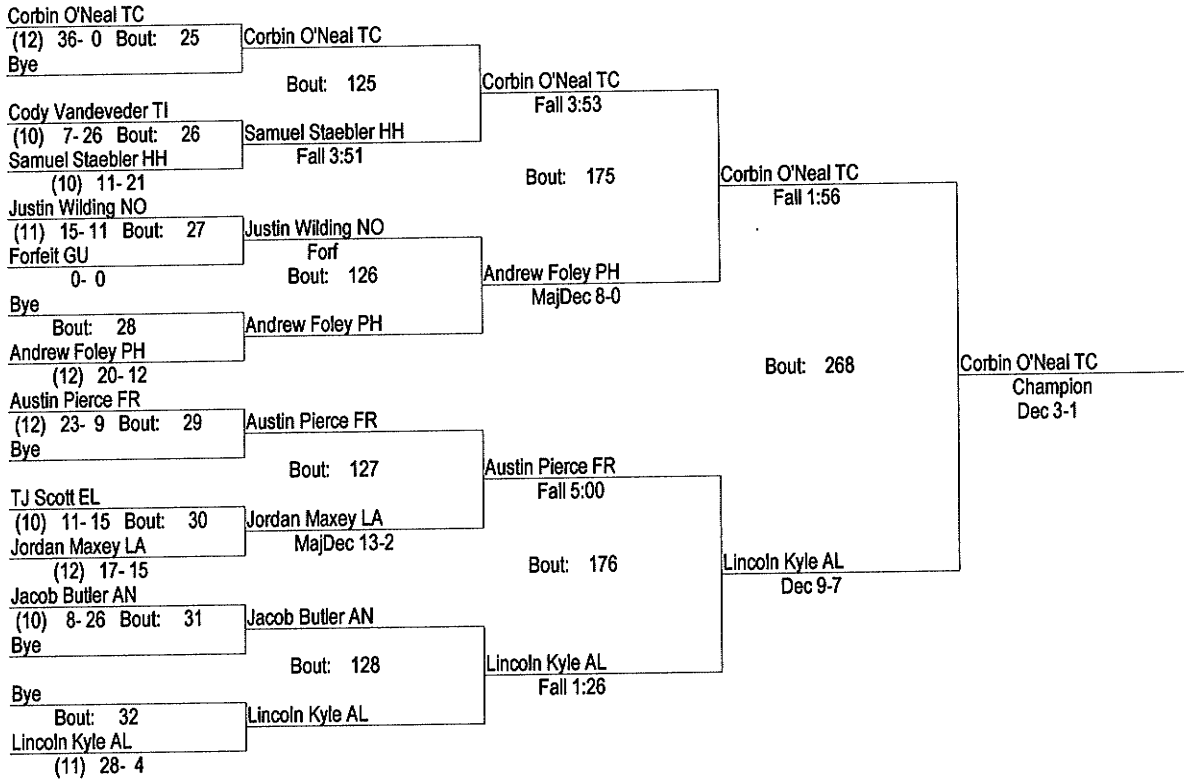 Corbin O'Neal TC
(12) 36- 0 Bout: 25
Bye
Corbin O'Neal TC
Bout: 125
Cody Vandeveder TI
(10) 7- 26 Bout: 26
Samuel Staebler HH
(10) 11- 21
Samuel Staebler HH
Fall 3:51
Corbin O'Neal TC
Fall 3:53
Bout: 175
Justin Wilding NO
(11) 15- 11 Bout: 27
Forfeit GU
0- 0
Justin Wilding NO
Forf
Bout: 126
Bye
Bout: 28
Andrew Foley PH
(12) 20- 12
Andrew Foley PH
Andrew Foley PH
MajDec 8-0
Corbin O'Neal TC
Fall 1:56
Bout: 268
Austin Pierce FR
(12) 23- 9 Bout: 29
Bye
Austin Pierce FR
Bout: 127
TJ Scott EL
(10) 11- 15 Bout: 30
Jordan Maxey LA
(12) 17- 15
Jordan Maxey LA
MajDec 13-2
Austin Pierce FR
Fall 5:00
Bout: 176
Jacob Butler AN
(10) 8- 26 Bout: 31
Bye
Jacob Butler AN
Bout: 128
Bye
Bout: 32
Lincoln Kyle AL
(11) 28- 4
Lincoln Kyle AL
Lincoln Kyle AL
Fall 1:26
Lincoln Kyle AL
Dec 9-7
Corbin O'Neal TC
Champion
Dec 3-1